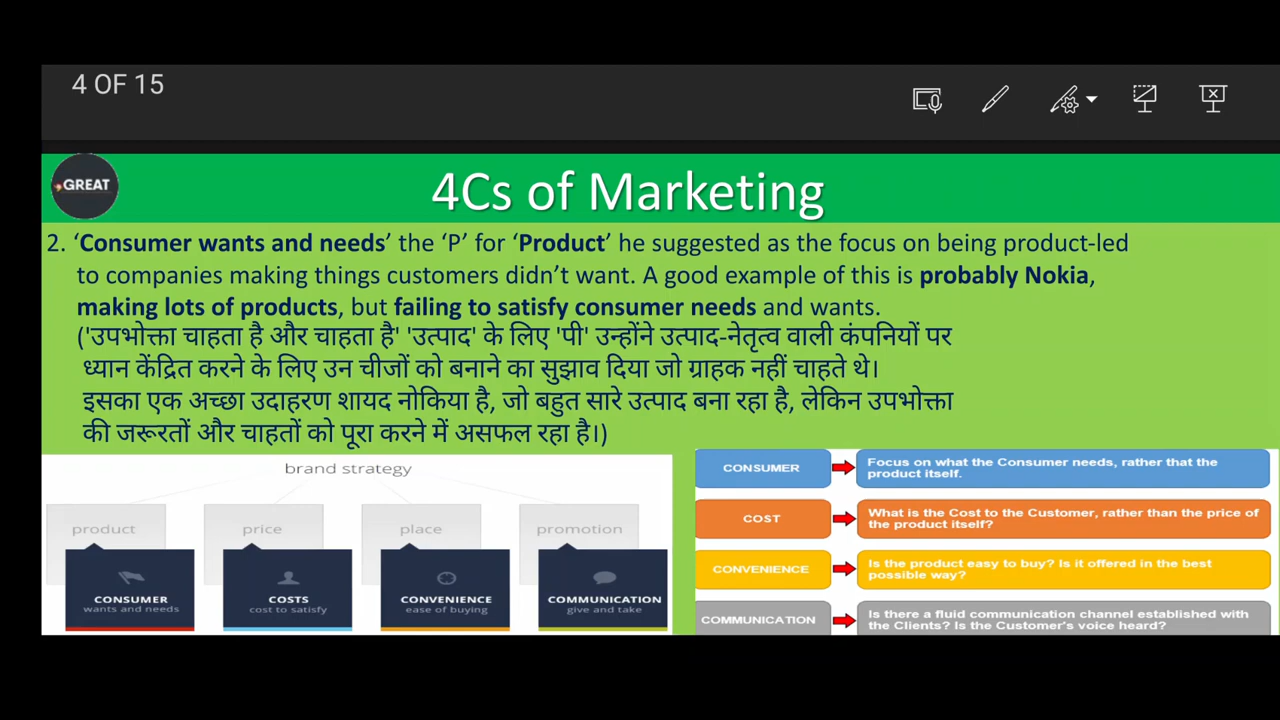 4 OF 15
GREAT
4Cs of Marketing
2. ‘Consumer wants and needs’ the ‘P’ for ‘Product’ he suggested as the focus on being product-led
to companies making things customers didn’t want. A good example of this is probably Nokia,
making lots of products, but failing to satisfy consumer needs and wants.
('उपभोक्ता चाहता है और चाहता है' 'उत्पाद' के लिए 'पी' उन्होंने उत्पाद-नेतृत्व वाली कंपनियों पर
ध्यान केंद्रित करने के लिए उन चीजों को बनाने का सुझाव दिया जो ग्राहक नहीं चाहते थे।
इसका एक अच्छा उदाहरण शायद नोकिया है, जो बहुत सारे उत्पाद बना रहा है, लेकिन उपभोक्ता
की जरूरतों और चाहतों को पूरा करने में असफल रहा है।)
brand strategy
product price place promotion
CONSUMER COSTS CONVENIENCE COMMUNICATION
wants and needs cost to satisfy ease of buying give and take
CONSUMER
Focus on what the Consumer needs, rather that the
product itself.
COST
What is the Cost to the Customer, rather than the price of
the product itself?
CONVENIENCE
Is the product easy to buy? Is it offered in the best
possible way?
COMMUNICATION
Is there a fluid communication channel established with
the Clients? Is the Customer's voice heard?